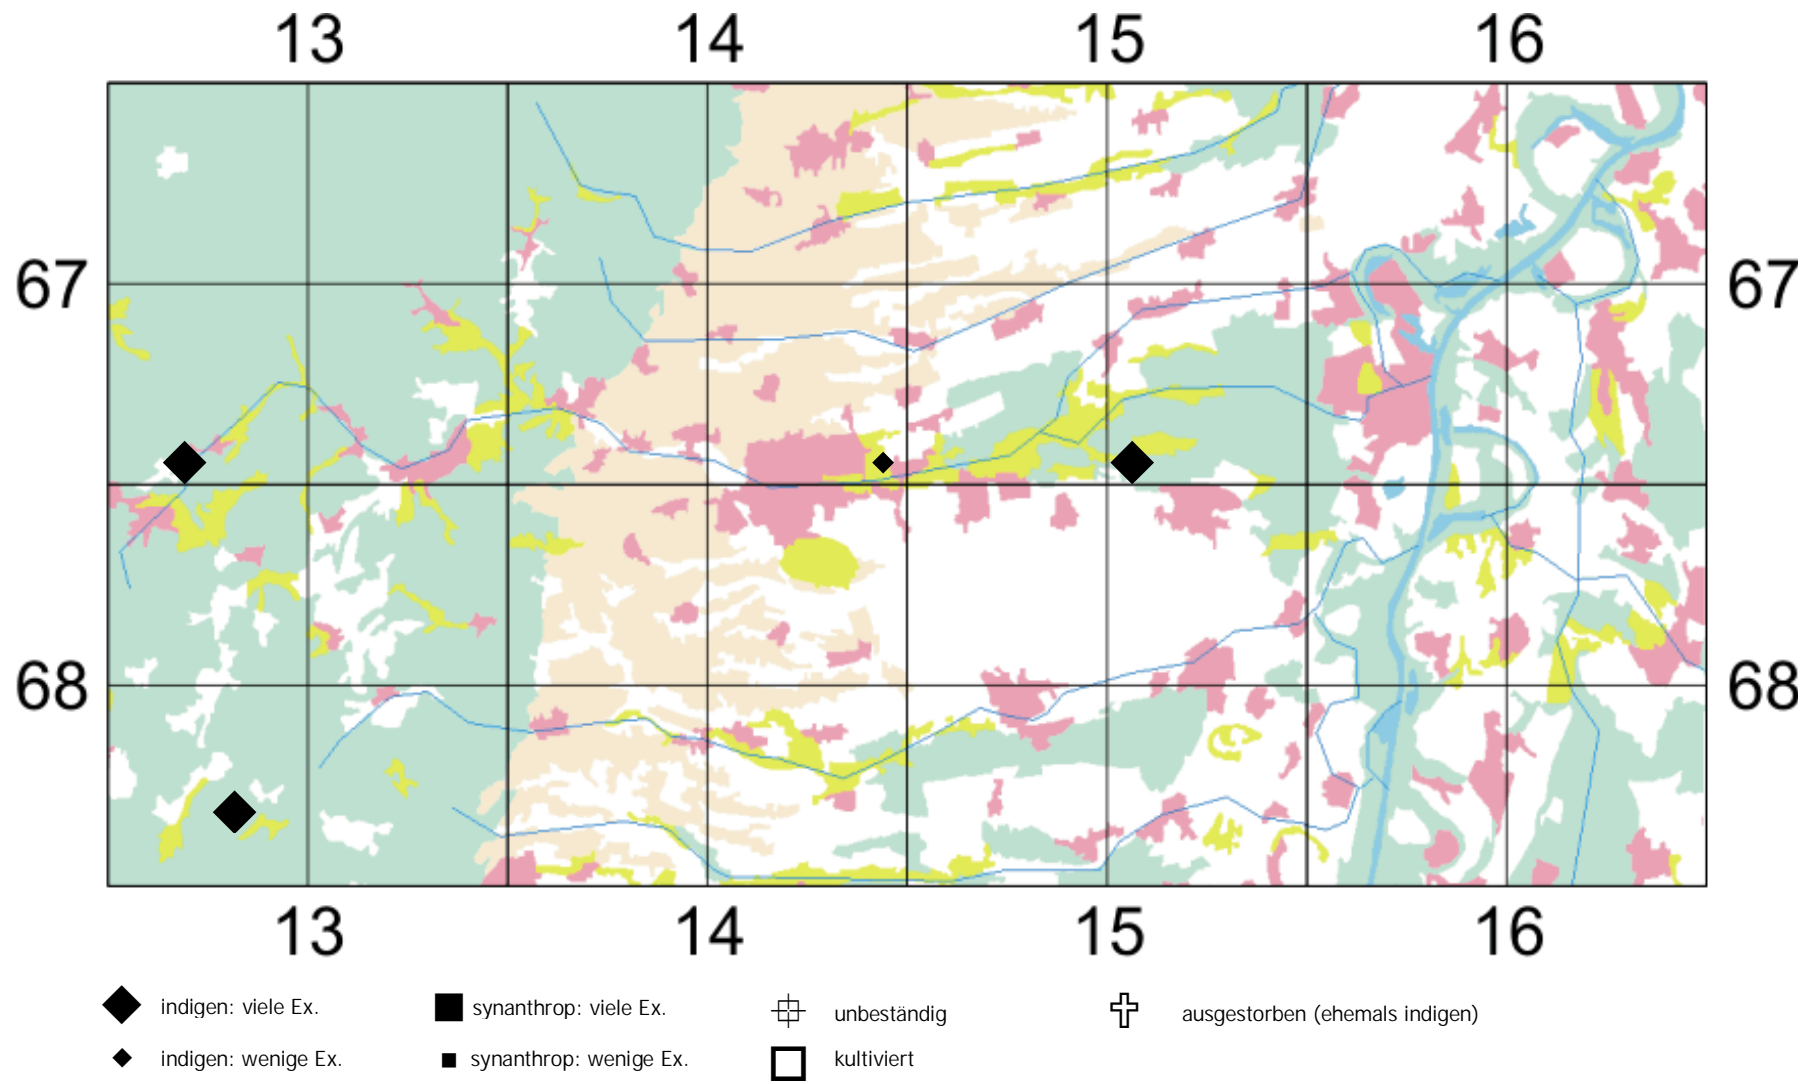 13 14 15 16
67 67
68 68
13 14 15 16
indigen: viele Ex. synanthrop: viele Ex. unbeständig ausgestorben (ehemals indigen)
indigen: wenige Ex. synanthrop: wenige Ex. kultiviert